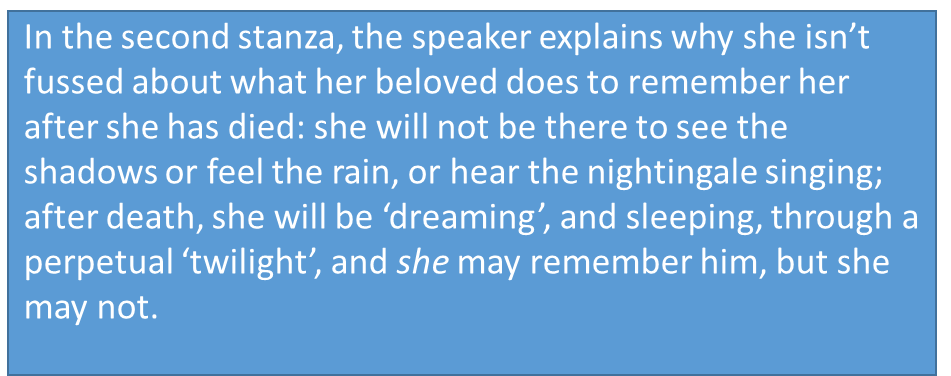 In the second stanza, the speaker explains why she isn’t
fussed about what her beloved does to remember her
after she has died: she will not be there to see the
shadows or feel the rain, or hear the nightingale singing;
after death, she will be ‘dreaming’, and sleeping, through a
perpetual ‘twilight’, and she may remember him, but she
may not.